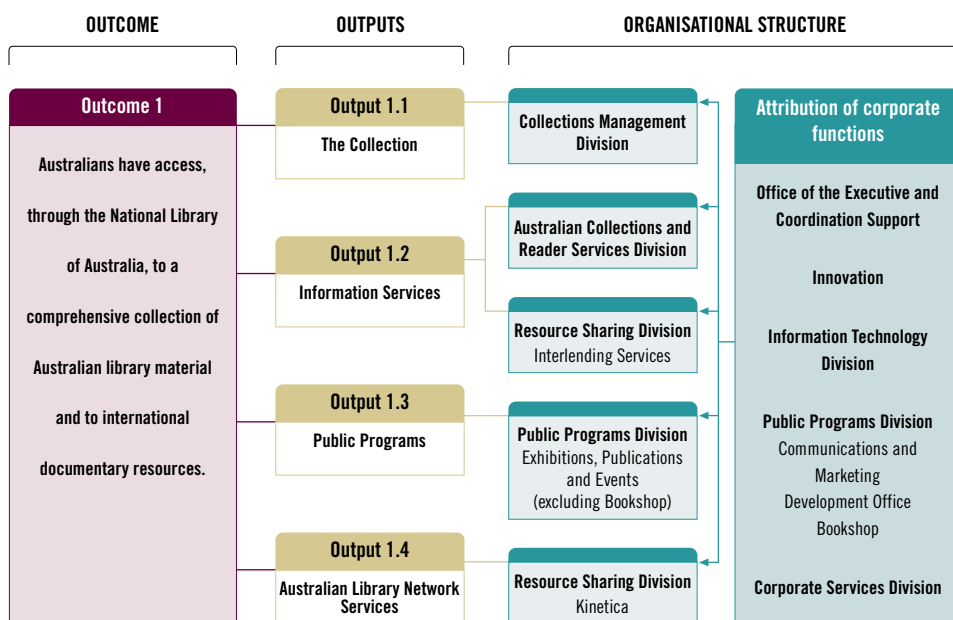 OUTCOME
OUTPUTS
ORGANISATIONAL STRUCTURE
Outcome 1
Australians have access,
through the National Library
of Australia, to a
comprehensive collection of
Australian library material
and to international
documentary resources.
Output 1.1
The Collection
Output 1.2
Information Services
Output 1.3
Public Programs
Output 1.4
Australian Library Network
Services
Collections Management
Division
Australian Collections and
Reader Services Division
Resource Sharing Division
Interlending Services
Public Programs Division
Exhibitions, Publications
and Events
(excluding Bookshop)
Resource Sharing Division
Kinetica
Attribution of corporate
functions
Office of the Executive and
Coordination Support
Innovation
Information Technology
Division
Public Programs Division
Communications and
Marketing
Development Office
Bookshop
Corporate Services Division